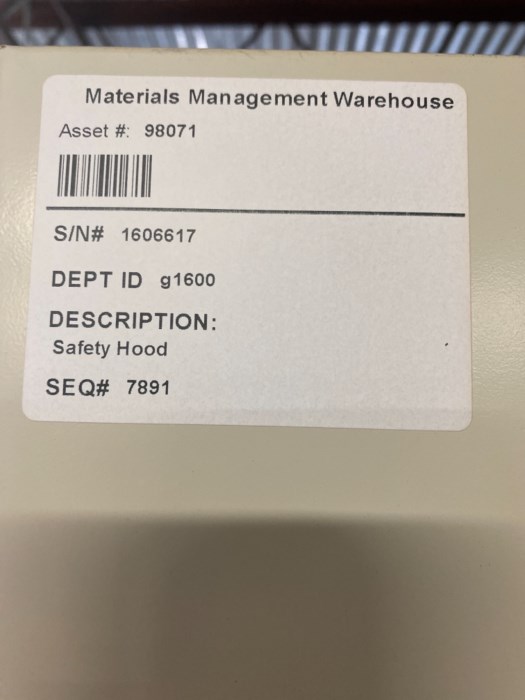 Materials Management Warehouse
Asset #: 98071
S/N# 1606617
DEPT ID g1600
DESCRIPTION:
Safety Hood
SEQ# 7891